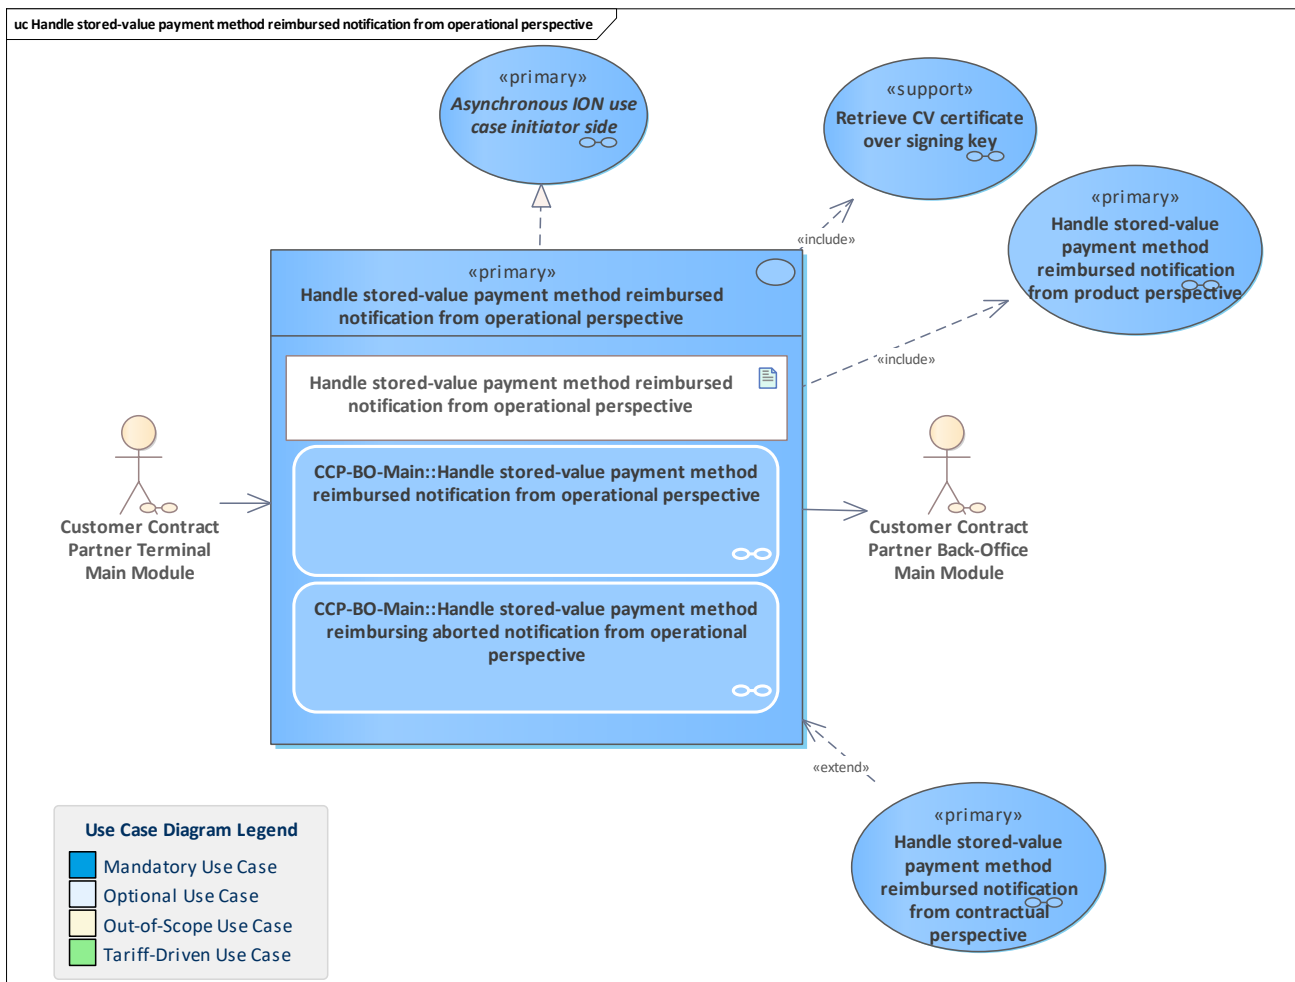 uc Handle stored-value payment method reimbursed notification from operational perspective
«primary»
Asynchronous ION use
case initiator side
«support»
Retrieve CV certificate
over signing key
«primary»
Handle stored-value
payment method
reimbursed notification
from product perspective
«include»
«include»
«primary»
Handle stored-value payment method reimbursed
notification from operational perspective
Handle stored-value payment method reimbursed
notification from operational perspective
CCP-BO-Main::Handle stored-value payment method
reimbursed notification from operational perspective
CCP-BO-Main::Handle stored-value payment method
reimbursing aborted notification from operational
perspective
Customer Contract
Partner Terminal
Main Module
Customer Contract
Partner Back-Office
Main Module
«extend»
«primary»
Handle stored-value
payment method
reimbursed notification
from contractual
perspective
Use Case Diagram Legend
Mandatory Use Case
Optional Use Case
Out-of-Scope Use Case
Tariff-Driven Use Case